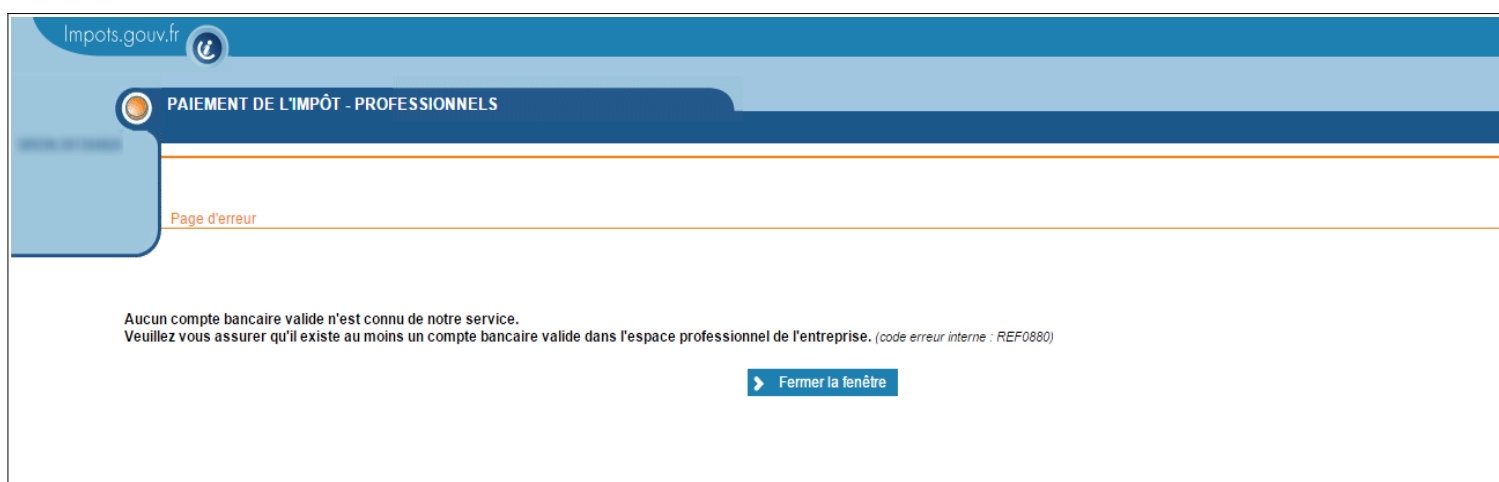 Impots.gouv.fr
PAIEMENT DE L'IMPÔT - PROFESSIONNELS
Page d'erreur
Aucun compte bancaire valide n'est connu de notre service.
Veuillez vous assurer qu'il existe au moins un compte bancaire valide dans l'espace professionnel de l'entreprise. (code erreur interne : REF0880)
Fermer la fenêtre